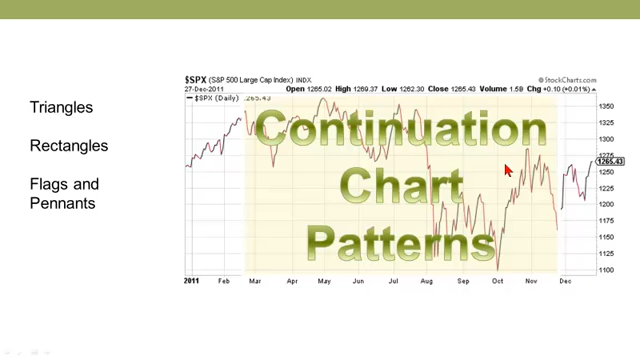 Triangles
Rectangles
Flags and
Pennants
$SPX (S&P 500 Large Cap Index) INDX
© StockCharts.com
27-Dec-2011 Open 1265.02 High 1269.37 Low 1262.30 Close 1265.43 Volume 1.5B Chg +0.10 (+0.01%)
$SPX (Daily) 1265.43
Continuation
Chart
Patterns
1350
1325
1300
1275
1265.43
1250
1225
1200
1175
1150
1125
1100
2011 Feb Mar Apr May Jun Jul Aug Sep Oct Nov Dec